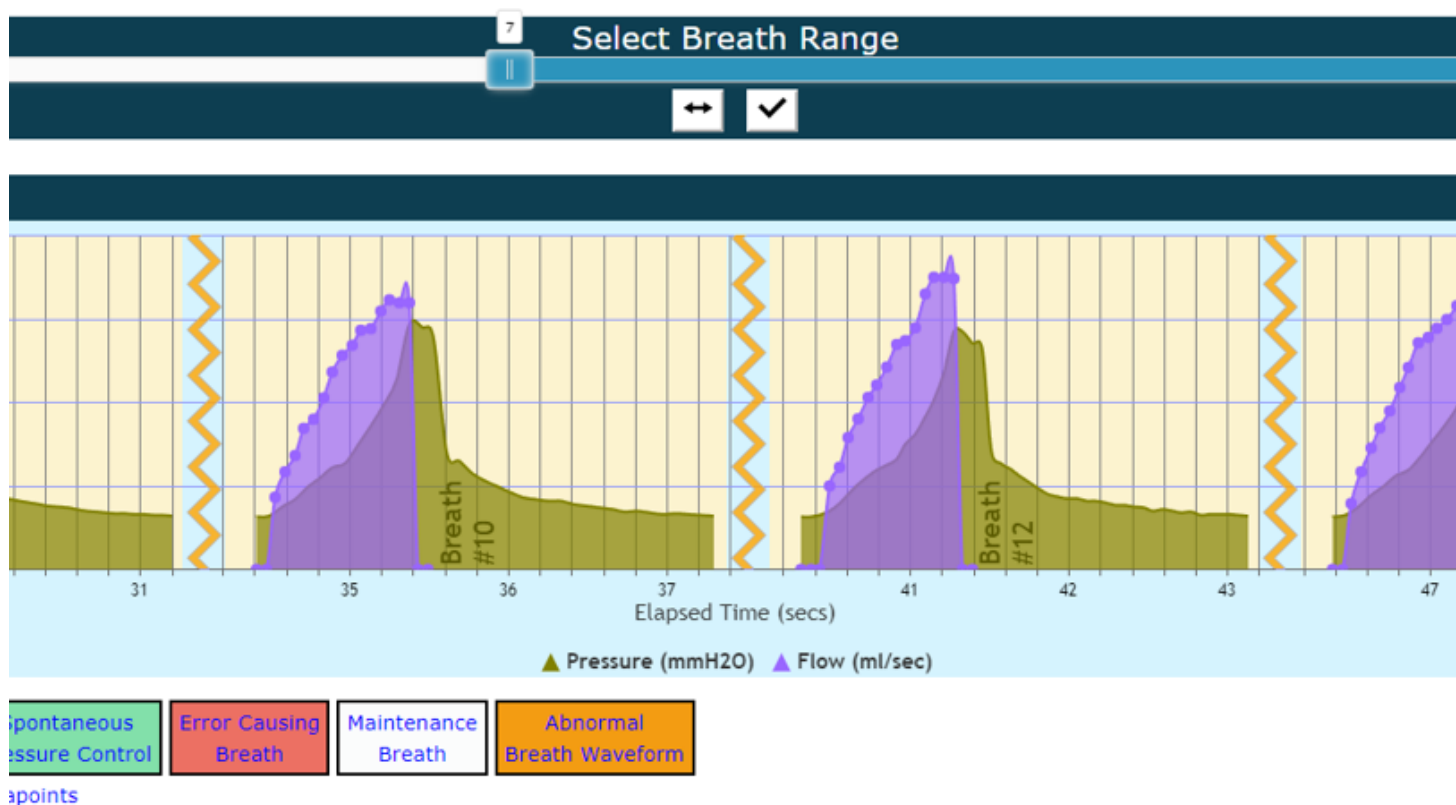 7
Select Breath Range
Breath
#10
Breath
#12
31 35 36 37 41 42 43 47
Elapsed Time (secs)
Pressure (mmH2O) Flow (ml/sec)
Spontaneous
essure Control
Error Causing
Breath
Maintenance
Breath
Abnormal
Breath Waveform
apoints